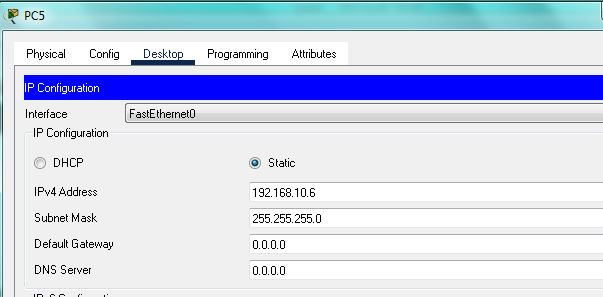 PC5
Physical Config Desktop Programming Attributes
IP Configuration
Interface FastEthernet0
IP Configuration
DHCP Static
IPv4 Address 192.168.10.6
Subnet Mask 255.255.255.0
Default Gateway 0.0.0.0
DNS Server 0.0.0.0